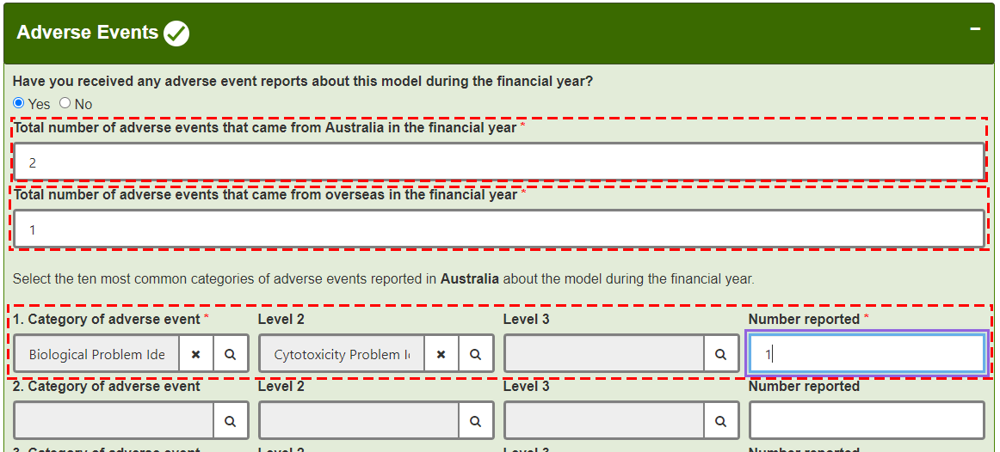 Adverse Events
Have you received any adverse event reports about this model during the financial year?
Yes No
Total number of adverse events that came from Australia in the financial year *
2
Total number of adverse events that came from overseas in the financial year *
1
Select the ten most common categories of adverse events reported in Australia about the model during the financial year.
1. Category of adverse event * Level 2 Level 3 Number reported *
Biological Problem Ide Cytotoxicity Problem I 1
2. Category of adverse event Level 2 Level 3 Number reported
3. Category of adverse event Level 2 Level 3 Number reported